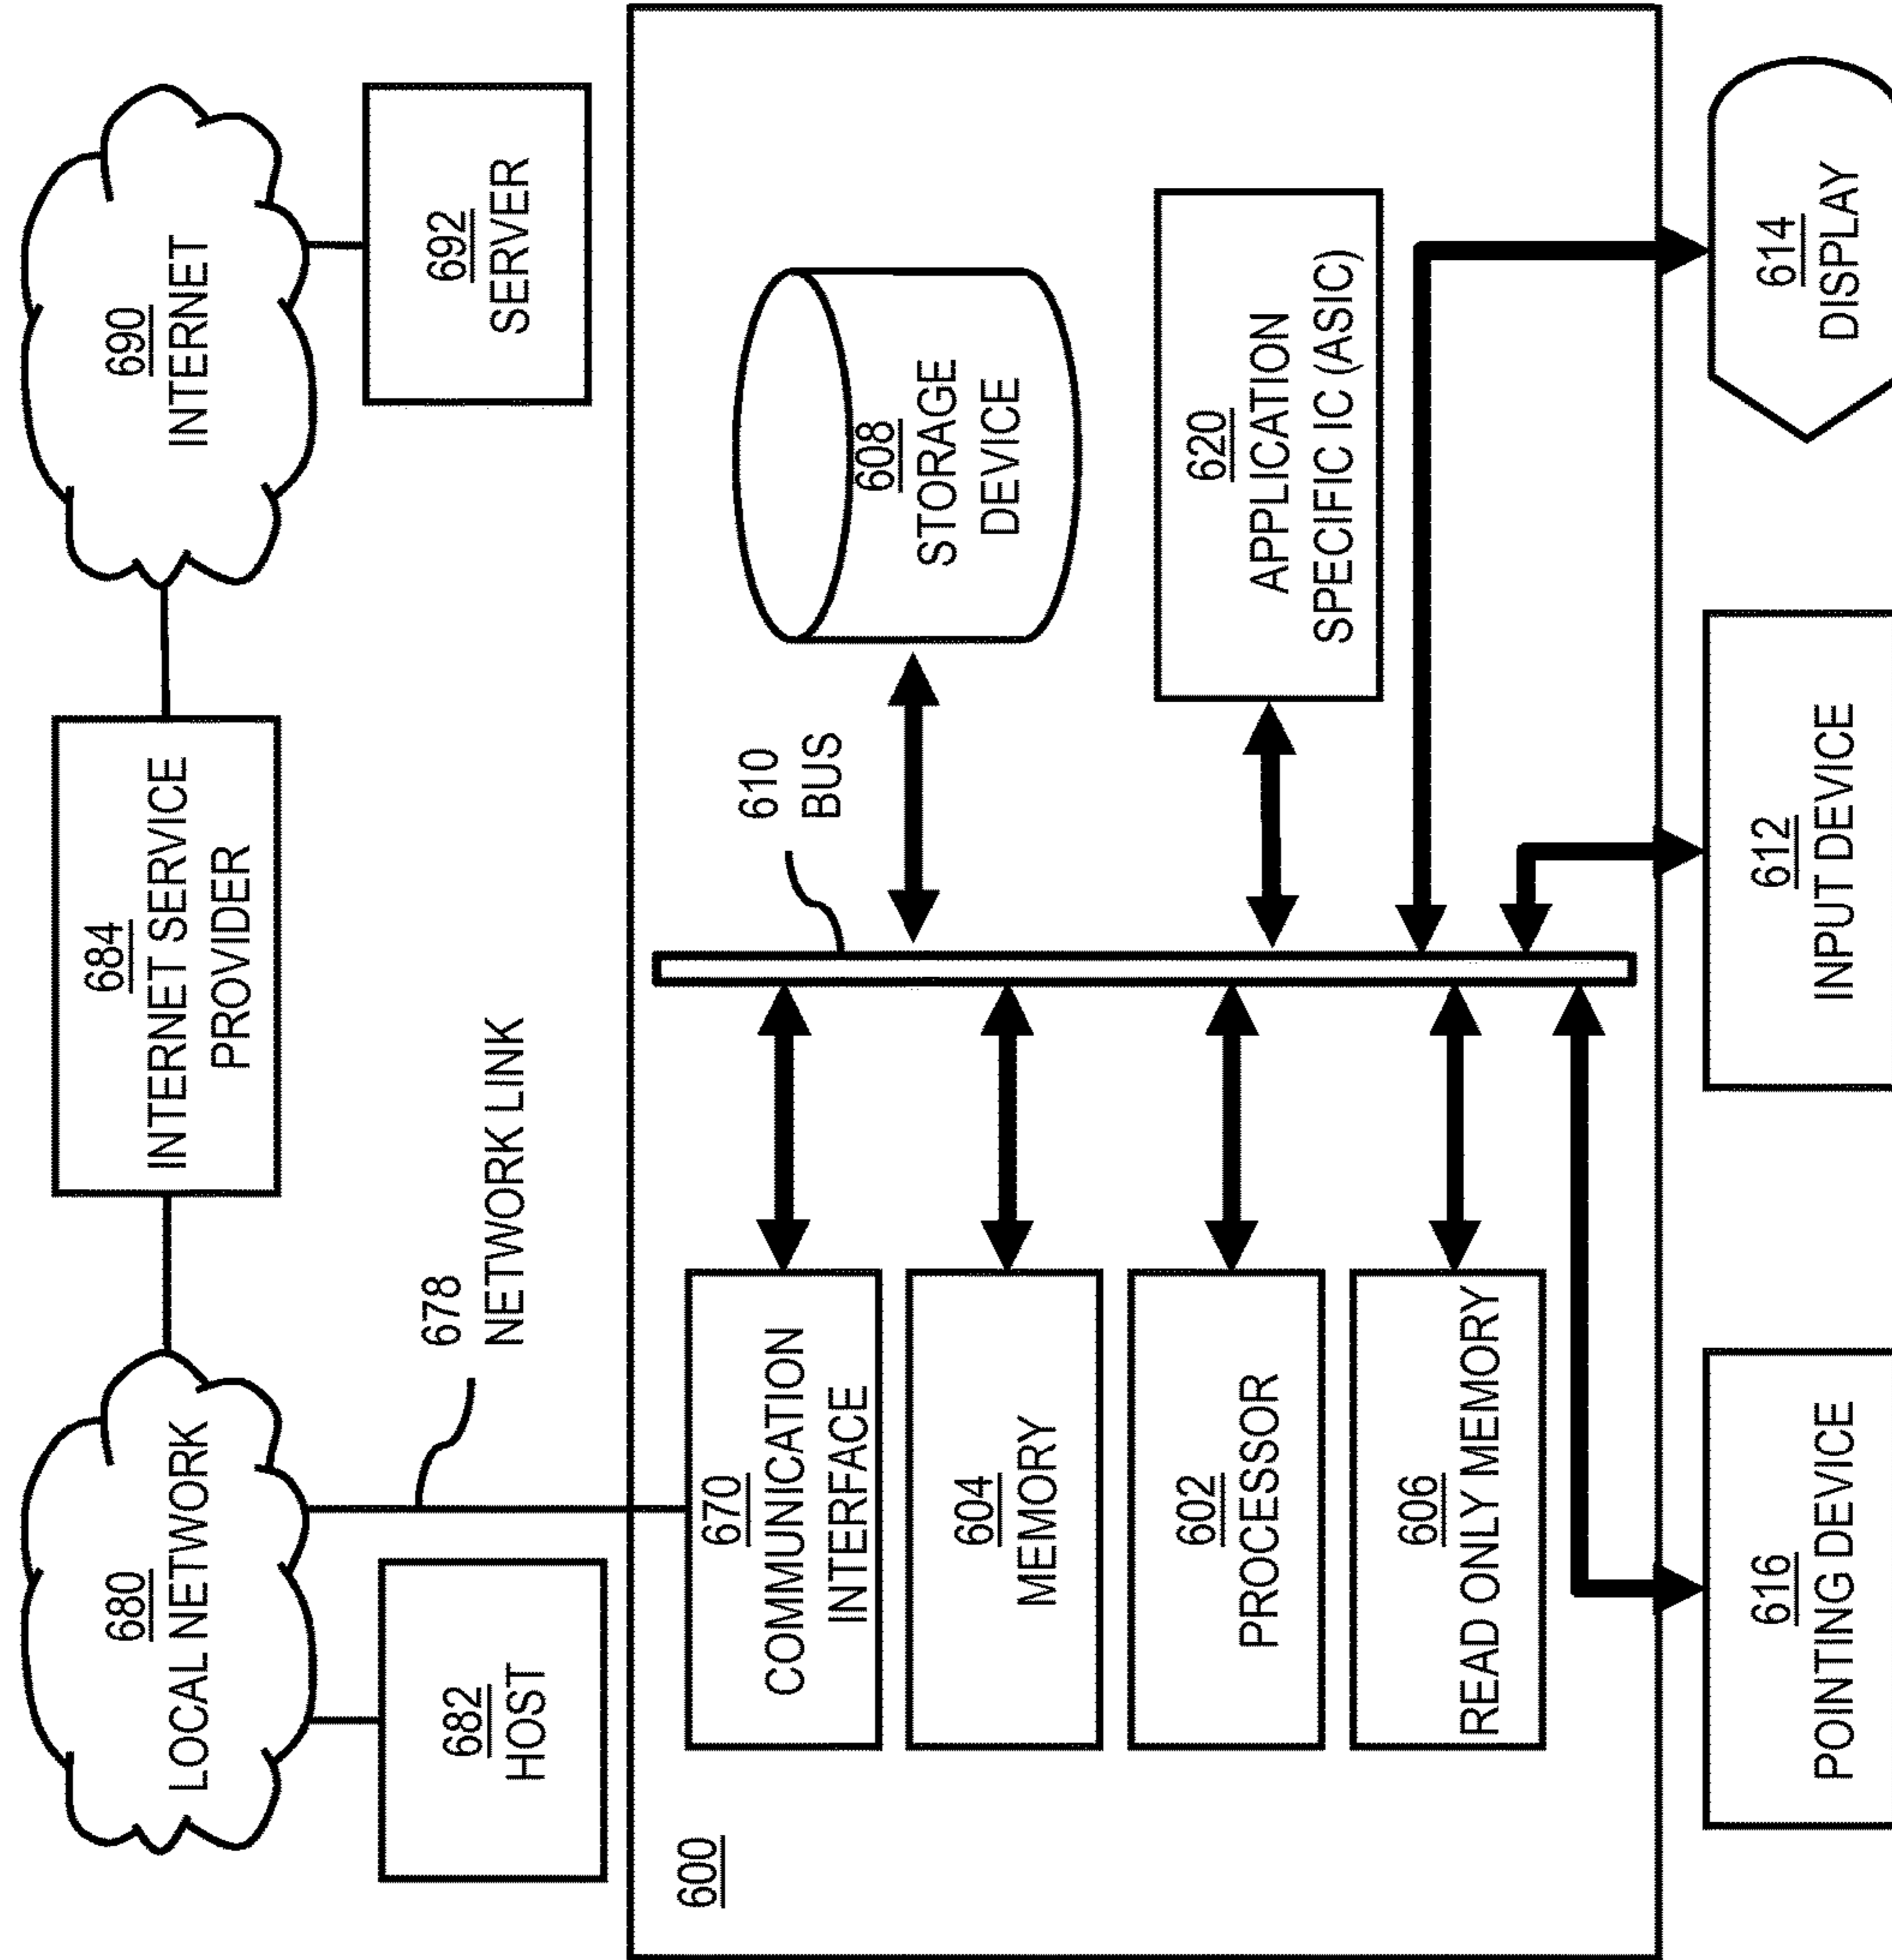 680
LOCAL NETWORK
684
INTERNET SERVICE
PROVIDER
690
INTERNET
682
HOST
678
NETWORK LINK
692
SERVER
600
670
COMMUNICATION
INTERFACE
610
BUS
608
STORAGE
DEVICE
604
MEMORY
602
PROCESSOR
620
APPLICATION
SPECIFIC IC (ASIC)
606
READ ONLY MEMORY
616
POINTING DEVICE
612
INPUT DEVICE
614
DISPLAY